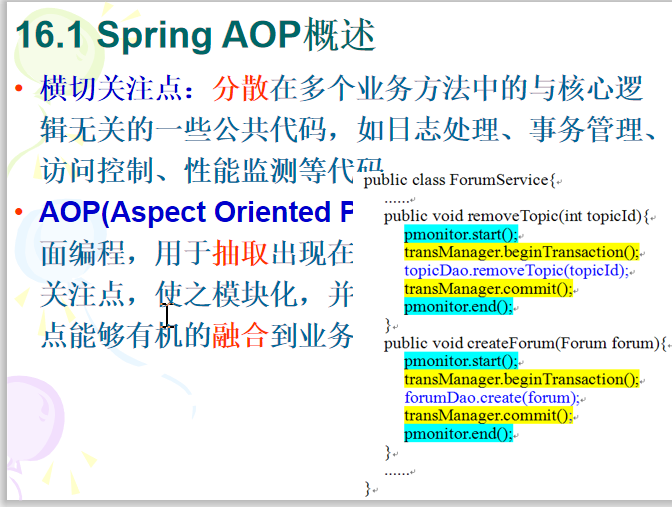 16.1 Spring AOP概述
• 横切关注点：分散在多个业务方法中的与核心逻
辑无关的一些公共代码，如日志处理、事务管理、
访问控制、性能监测等代码
• AOP(Aspect Oriented P
面编程，用于抽取出现在
关注点，使之模块化，并
点能够有机的融合到业务
public class ForumService{
......
public void removeTopic(int topicId){
pmonitor.start();
transManager.beginTransaction();
topicDao.removeTopic(topicId);
transManager.commit();
pmonitor.end();
}
public void createForum(Forum forum){
pmonitor.start();
transManager.beginTransaction();
forumDao.create(forum);
transManager.commit();
pmonitor.end();
}
......
}